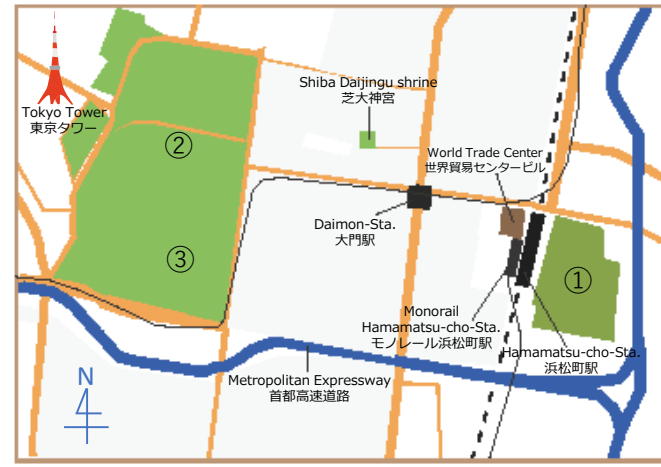 Tokyo Tower
東京タワー
②
③
Shiba Daijingu shrine
芝大神宮
World Trade Center
世界貿易センタービル
Daimon-Sta.
大門駅
①
Monorail
Hamamatsu-cho-Sta.
モノレール浜松町駅
Hamamatsu-cho-Sta.
浜松町駅
Metropolitan Expressway
首都高速道路
N